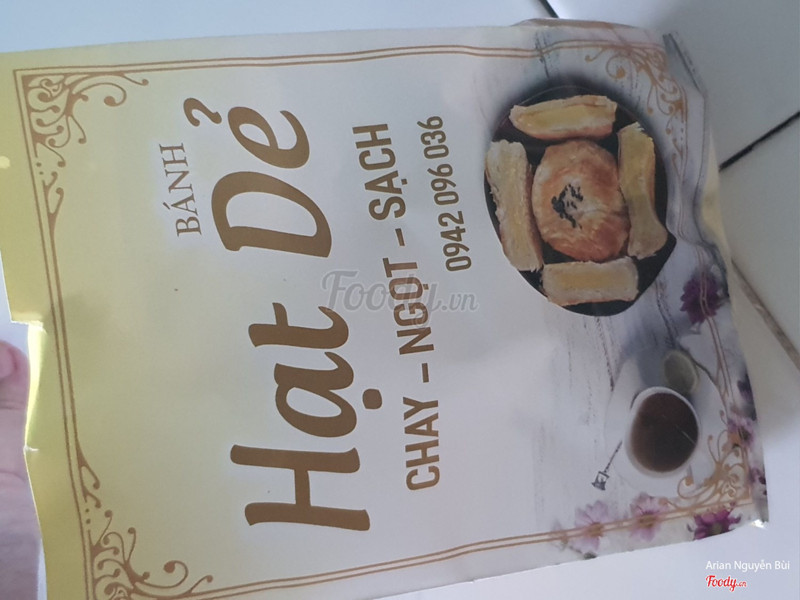 BÁNH
Hạt Dẻ
CHAY – NGỌT – SẠCH
0942 096 036
Foody.vn
Arian Nguyễn Bùi
Foody.vn